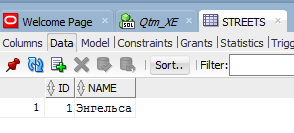 Welcome Page Qtm_XE STREETS
Columns Data Model Constraints Grants Statistics Trigg
Sort.. Filter:
ID NAME
1 1 Энгельса